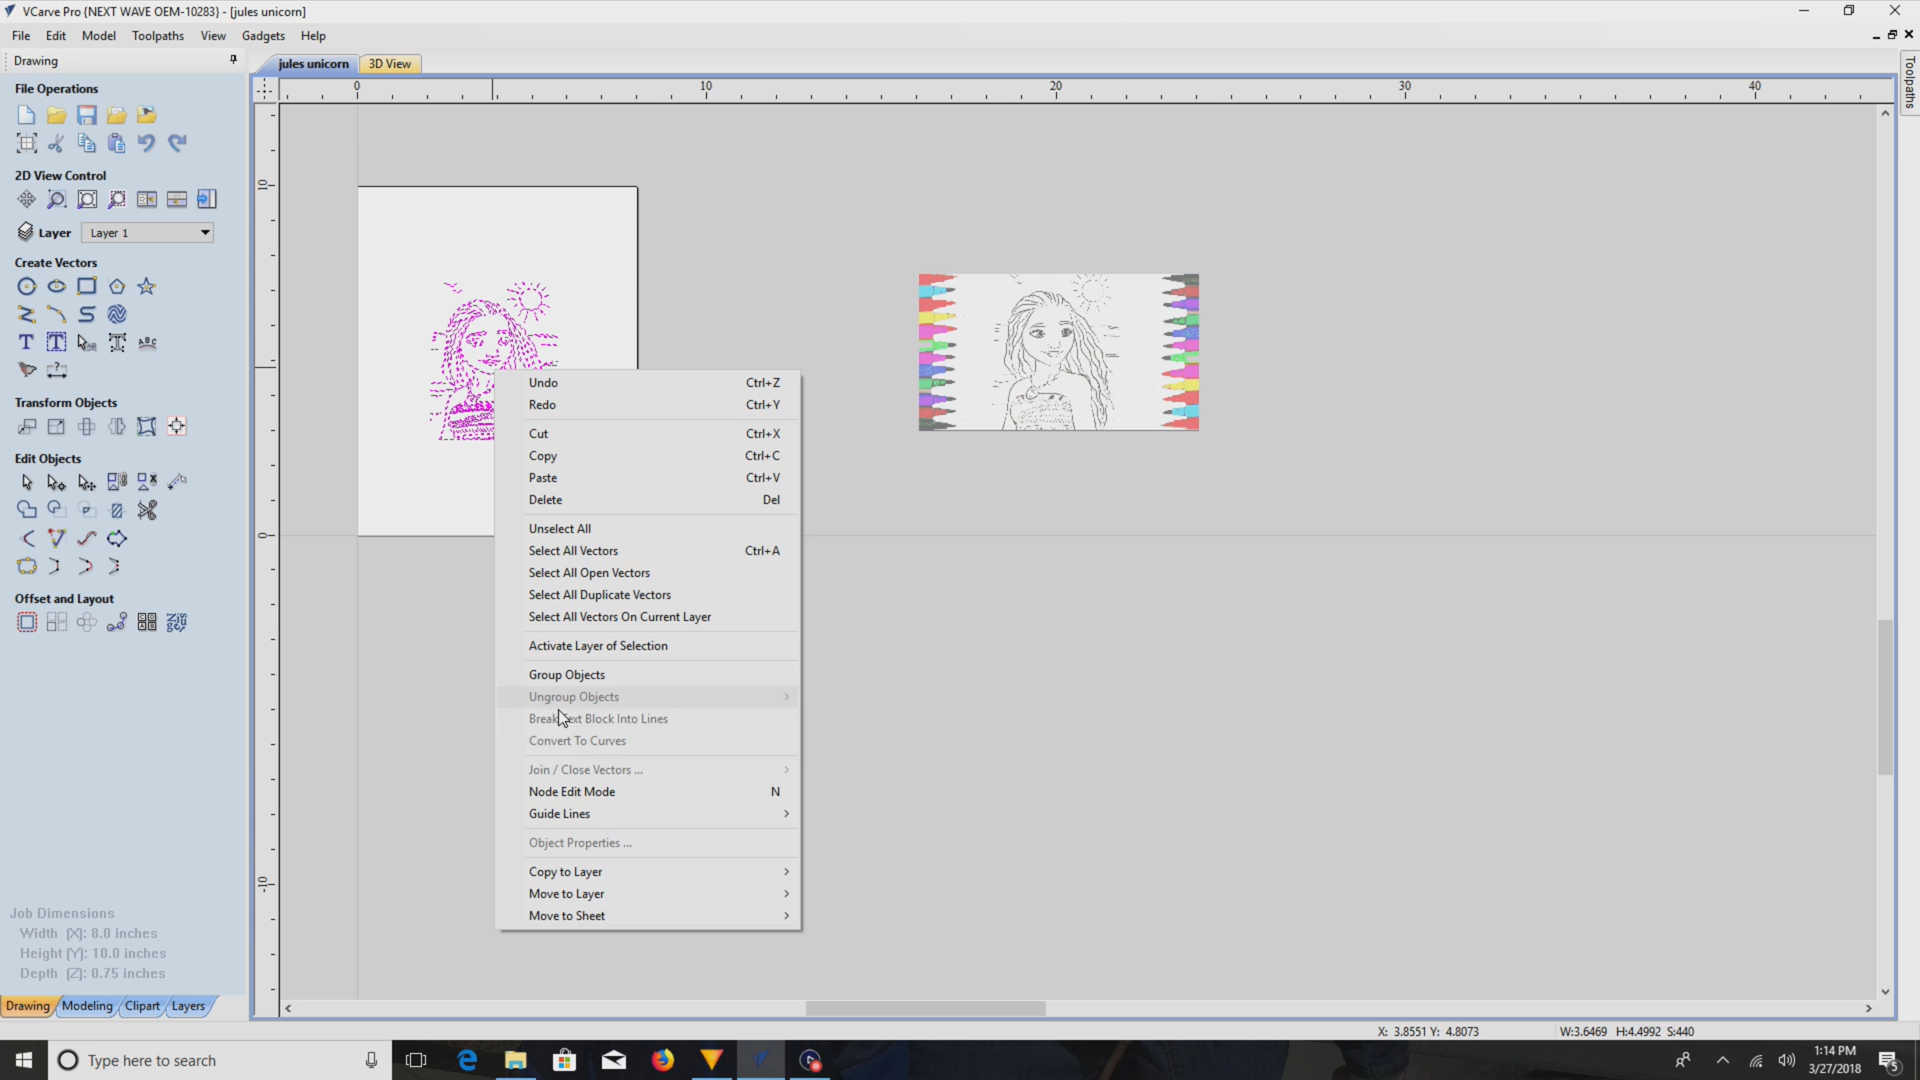 VCarve Pro {NEXT WAVE OEM-10283} - [jules unicorn]
File Edit Model Toolpaths View Gadgets Help
Drawing
jules unicorn 3D View
Toolpaths
File Operations
0 10 20 30 40
2D View Control
10
Layer Layer 1
Create Vectors
Transform Objects
Edit Objects
0
Offset and Layout
-10
Undo Ctrl+Z
Redo Ctrl+Y
Cut Ctrl+X
Copy Ctrl+C
Paste Ctrl+V
Delete Del
Unselect All
Select All Vectors Ctrl+A
Select All Open Vectors
Select All Duplicate Vectors
Select All Vectors On Current Layer
Activate Layer of Selection
Group Objects
Ungroup Objects
Block Into Lines
Convert To Curves
Join / Close Vectors ...
Node Edit Mode N
Guide Lines
Object Properties ...
Copy to Layer
Move to Layer
Move to Sheet
Job Dimensions
Width (X): 8.0 inches
Height (Y): 10.0 inches
Depth (Z): 0.75 inches
Drawing Modeling Clipart Layers
X: 3.8551 Y: 4.8073 W:3.6469 H:4.4992 S:440
Type here to search
1:14 PM
3/27/2018
5